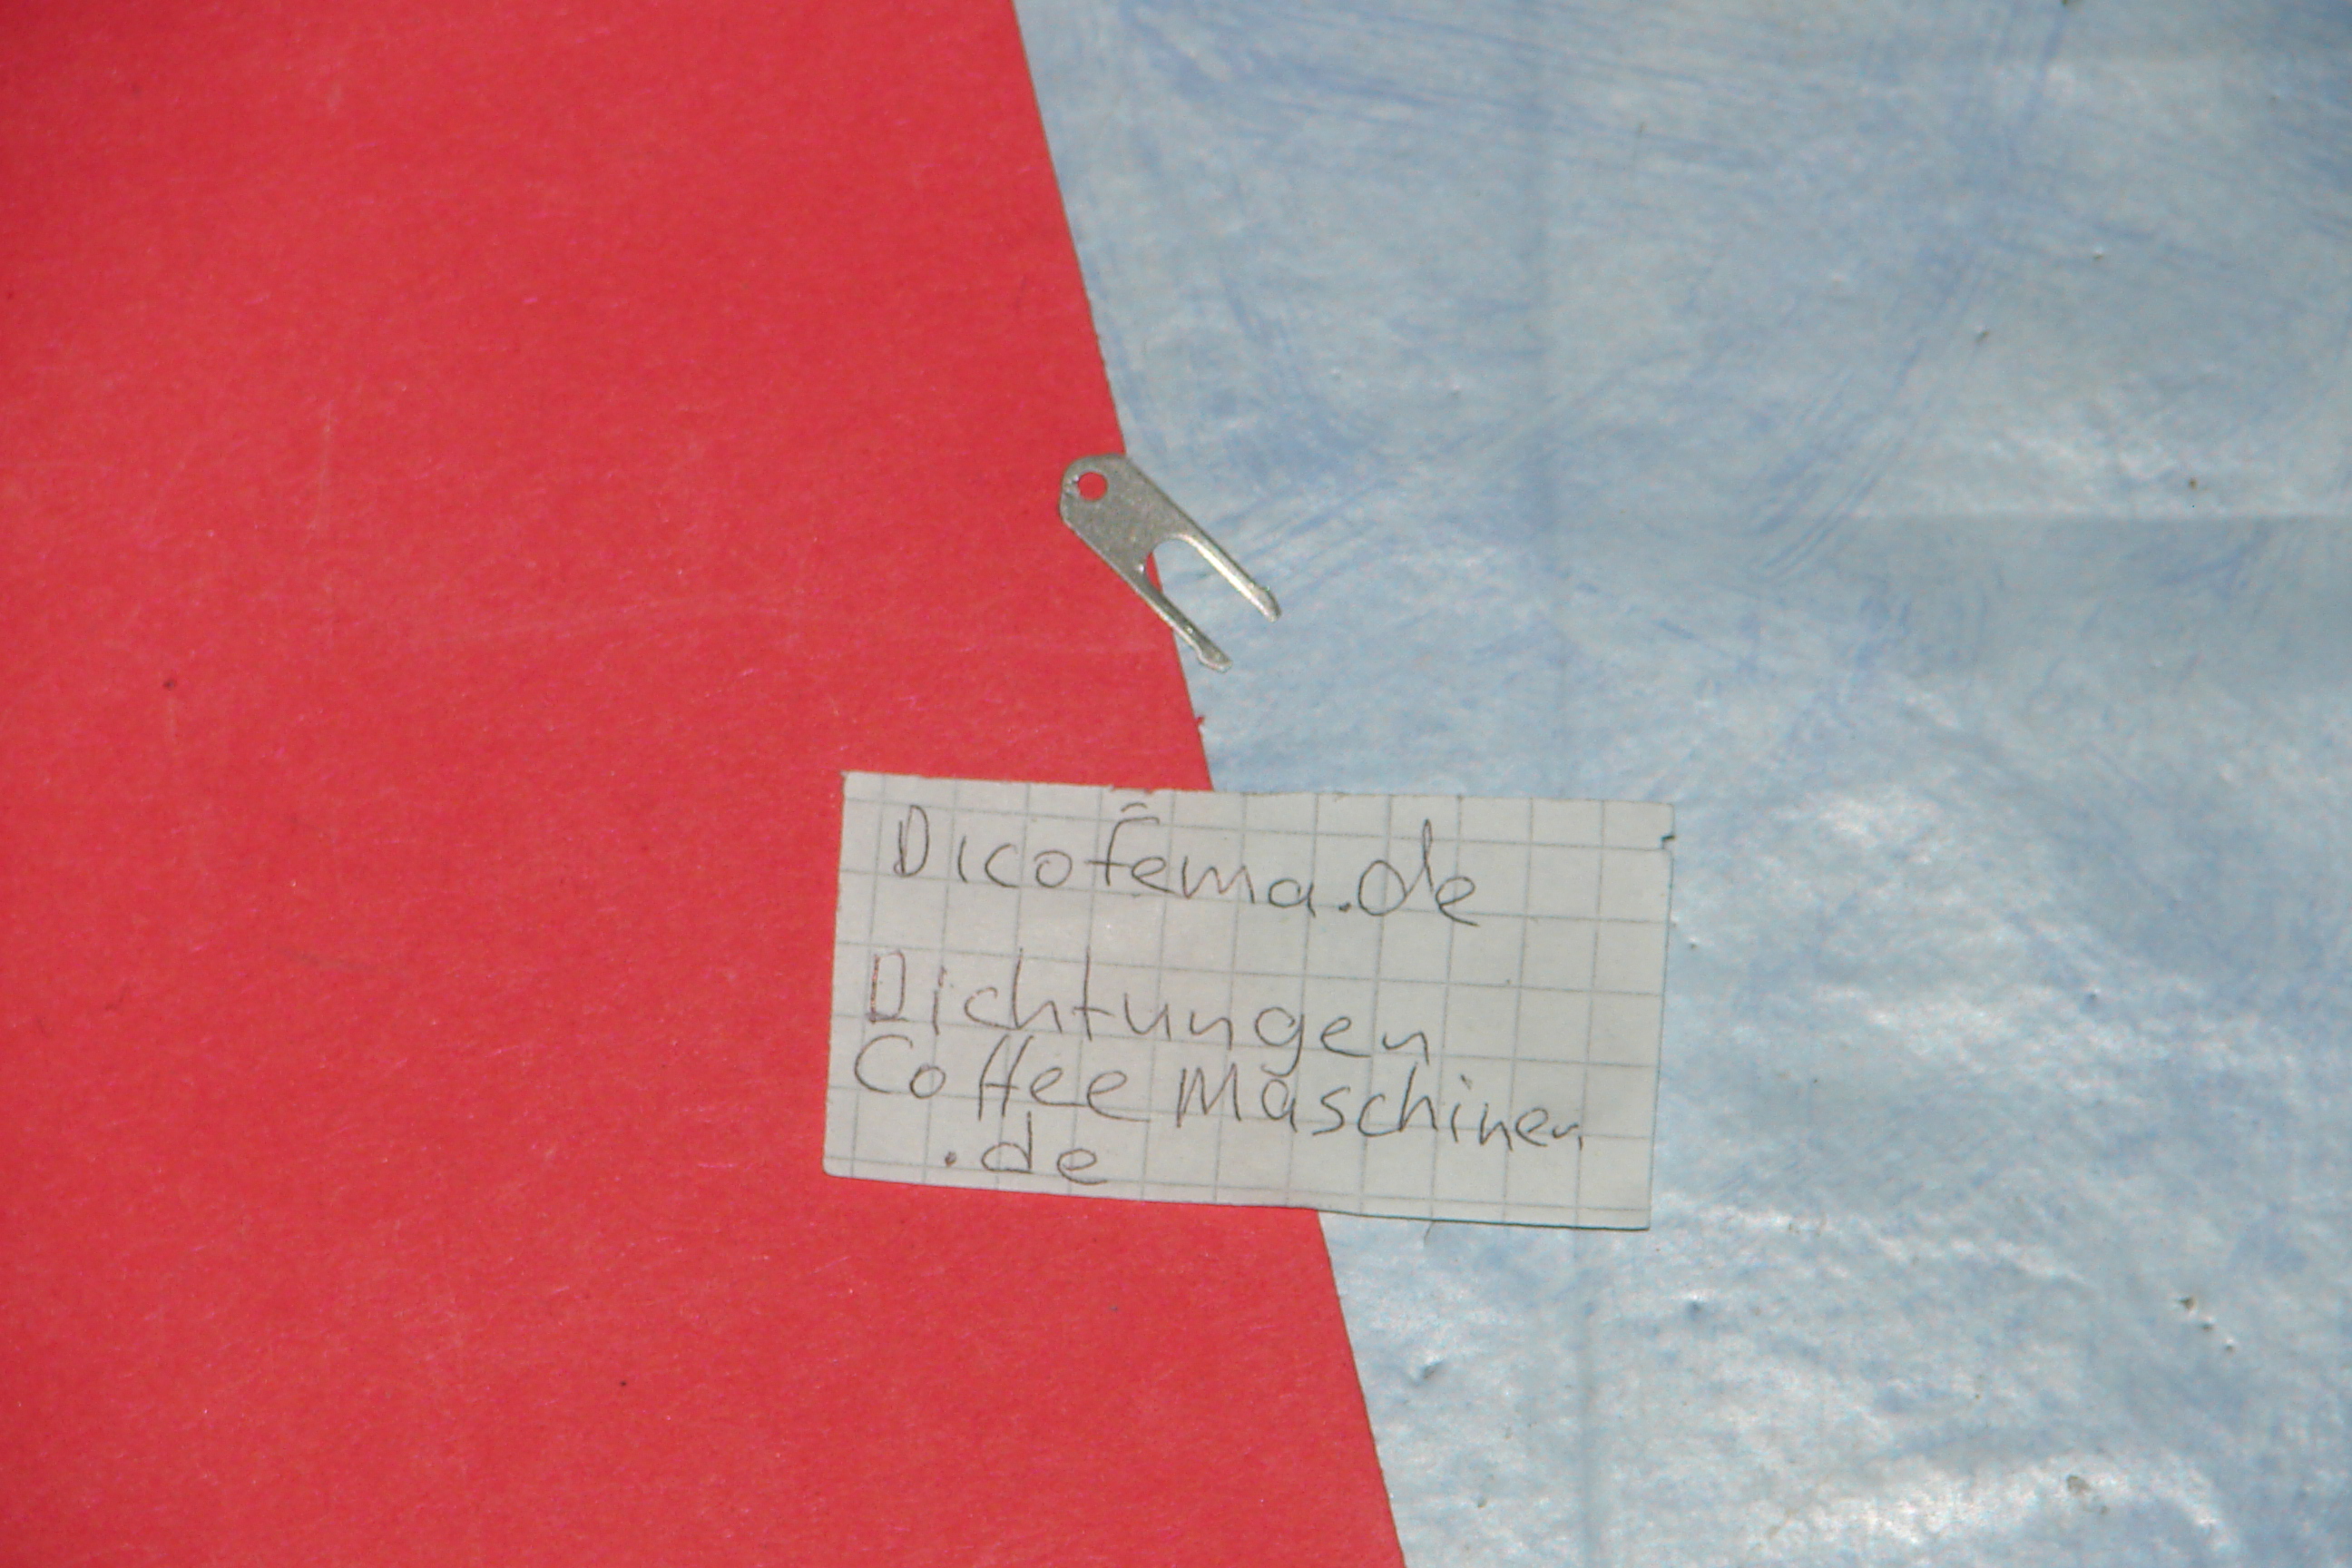 Dicofema.de
Dichtungen
Coffee Maschinen
.de